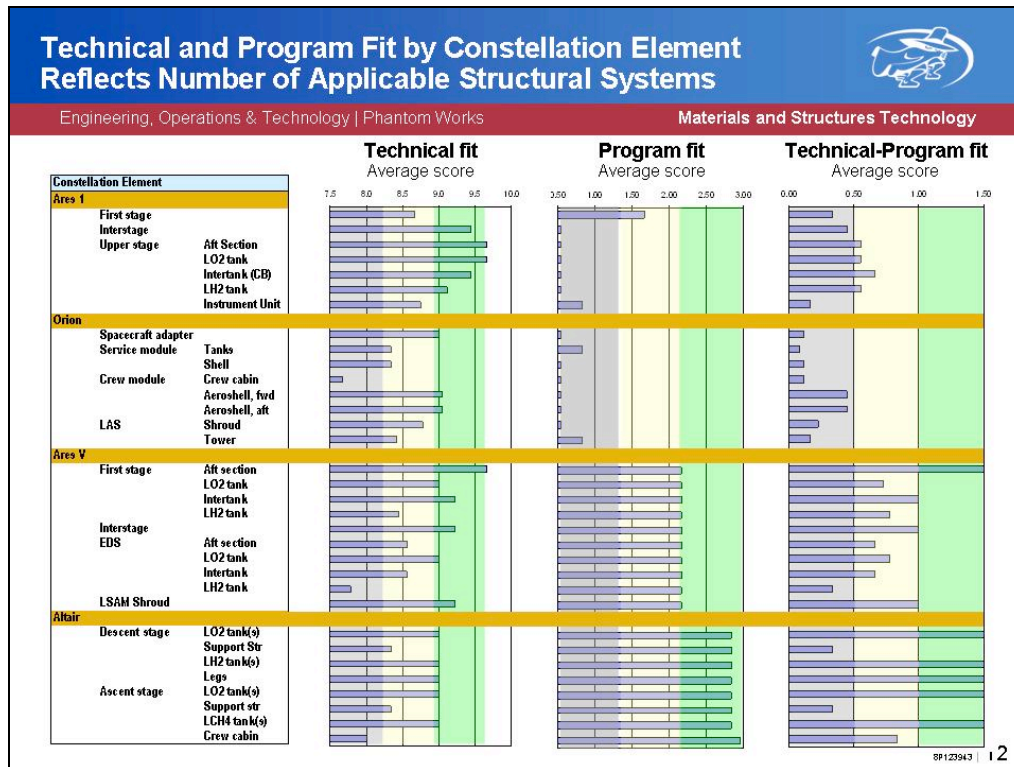 Technical and Program Fit by Constellation Element
Reflects Number of Applicable Structural Systems
Engineering, Operations & Technology | Phantom Works
Materials and Structures Technology
Technical fit
Average score
Program fit
Average score
Technical-Program fit
Average score
7.5 8.0 8.5 9.0 9.5 10.0
0.50 1.00 1.50 2.00 2.50 3.00
0.00 0.50 1.00 1.50
Constellation Element
Ares 1
First stage
Interstage
Upper stage Aft Section
LO2 tank
Intertank (CB)
LH2 tank
Instrument Unit
Orion
Spacecraft adapter
Service module Tanks
Shell
Crew module Crew cabin
Aeroshell, fwd
Aeroshell, aft
LAS Shroud
Tower
Ares V
First stage Aft section
LO2 tank
Intertank
LH2 tank
Interstage
EDS Aft section
LO2 tank
Intertank
LH2 tank
LSAM Shroud
Altair
Descent stage LO2 tank(s)
Support Str
LH2 tank(s)
Legs
Ascent stage LO2 tank(s)
Support str
LCH4 tank(s)
Crew cabin
8P123943 | 12